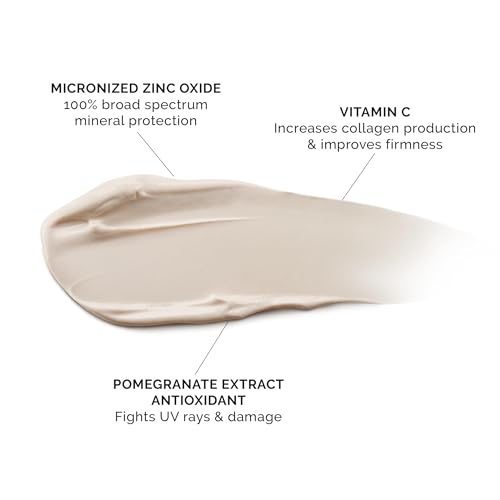 MICRONIZED ZINC OXIDE
100% broad spectrum
mineral protection
VITAMIN C
Increases collagen production
& improves firmness
POMEGRANATE EXTRACT
ANTIOXIDANT
Fights UV rays & damage